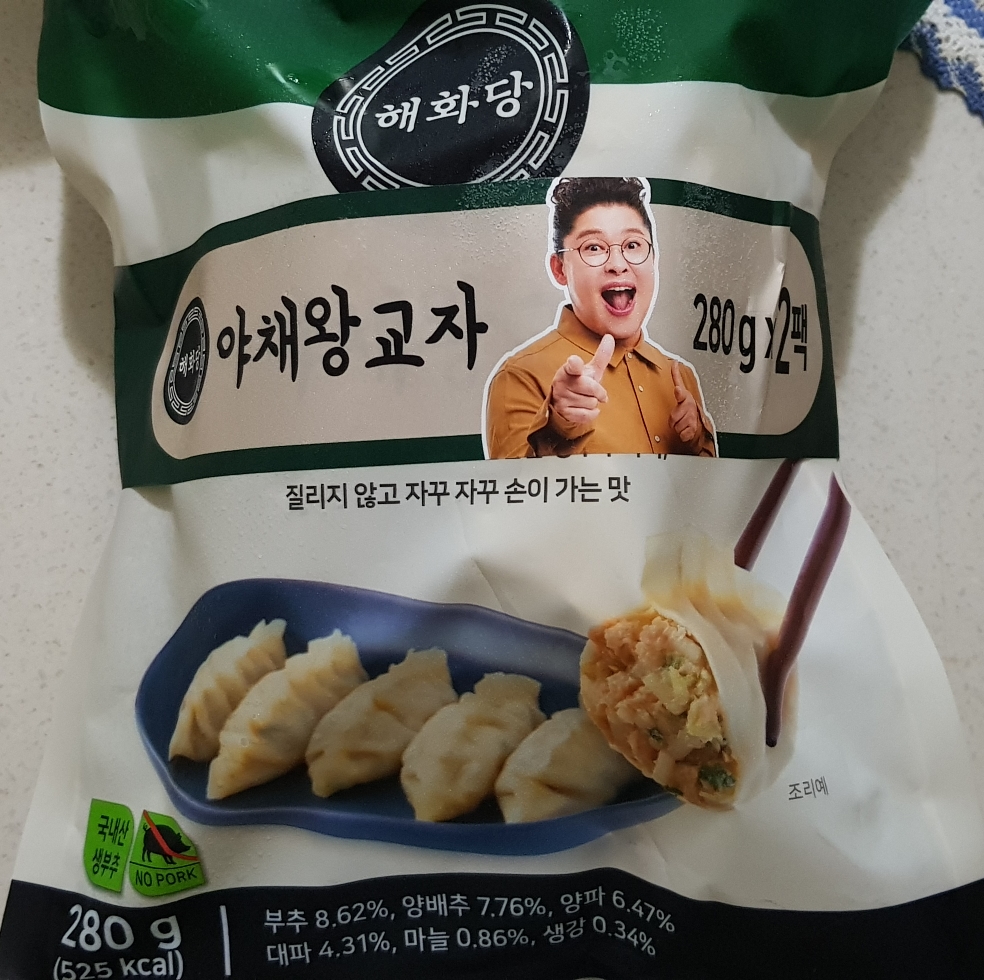 해화당
해화당
야채왕교자
280g x2팩
질리지 않고 자꾸 자꾸 손이 가는 맛
조리예
국내산
생부추
NO PORK
280 g
(525 kcal)
부추 8.62%, 양배추 7.76%, 양파 6.47%
대파 4.31%, 마늘 0.86%, 생강 0.34%